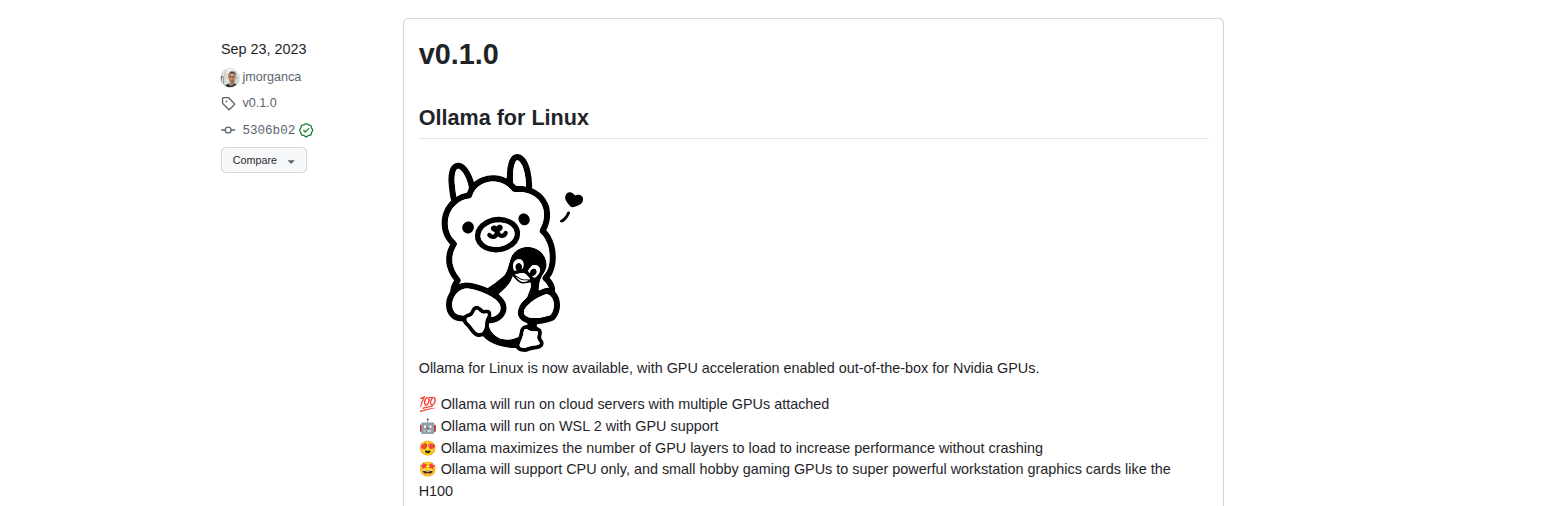 Sep 23, 2023
jmorganca
v0.1.0
5306b02
Compare
v0.1.0
Ollama for Linux
Ollama for Linux is now available, with GPU acceleration enabled out-of-the-box for Nvidia GPUs.
💯 Ollama will run on cloud servers with multiple GPUs attached
🤖 Ollama will run on WSL 2 with GPU support
😍 Ollama maximizes the number of GPU layers to load to increase performance without crashing
🤩 Ollama will support CPU only, and small hobby gaming GPUs to super powerful workstation graphics cards like the
H100